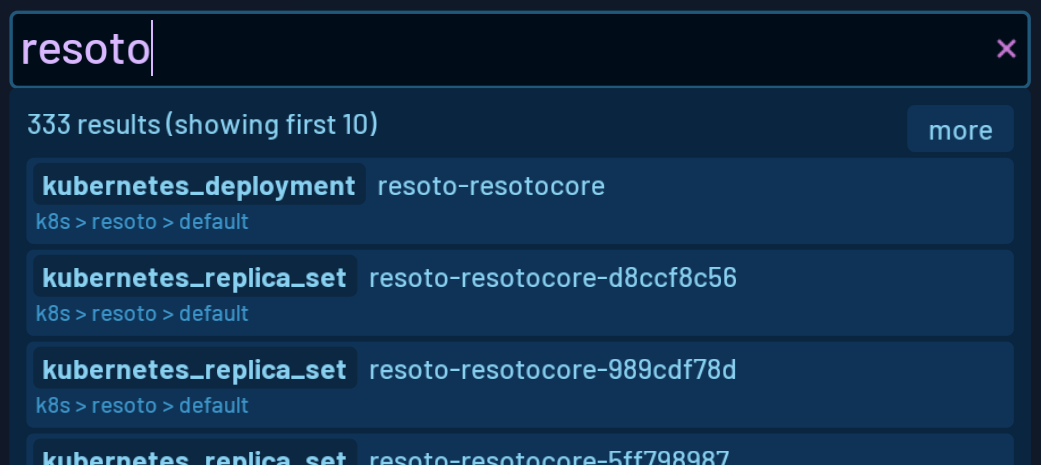 resoto
333 results (showing first 10)
more
kubernetes_deployment resoto-resotocore
k8s > resoto > default
kubernetes_replica_set resoto-resotocore-d8ccf8c56
k8s > resoto > default
kubernetes_replica_set resoto-resotocore-989cdf78d
k8s > resoto > default
kubernetes_replica_set resoto-resotocore-5ff798987